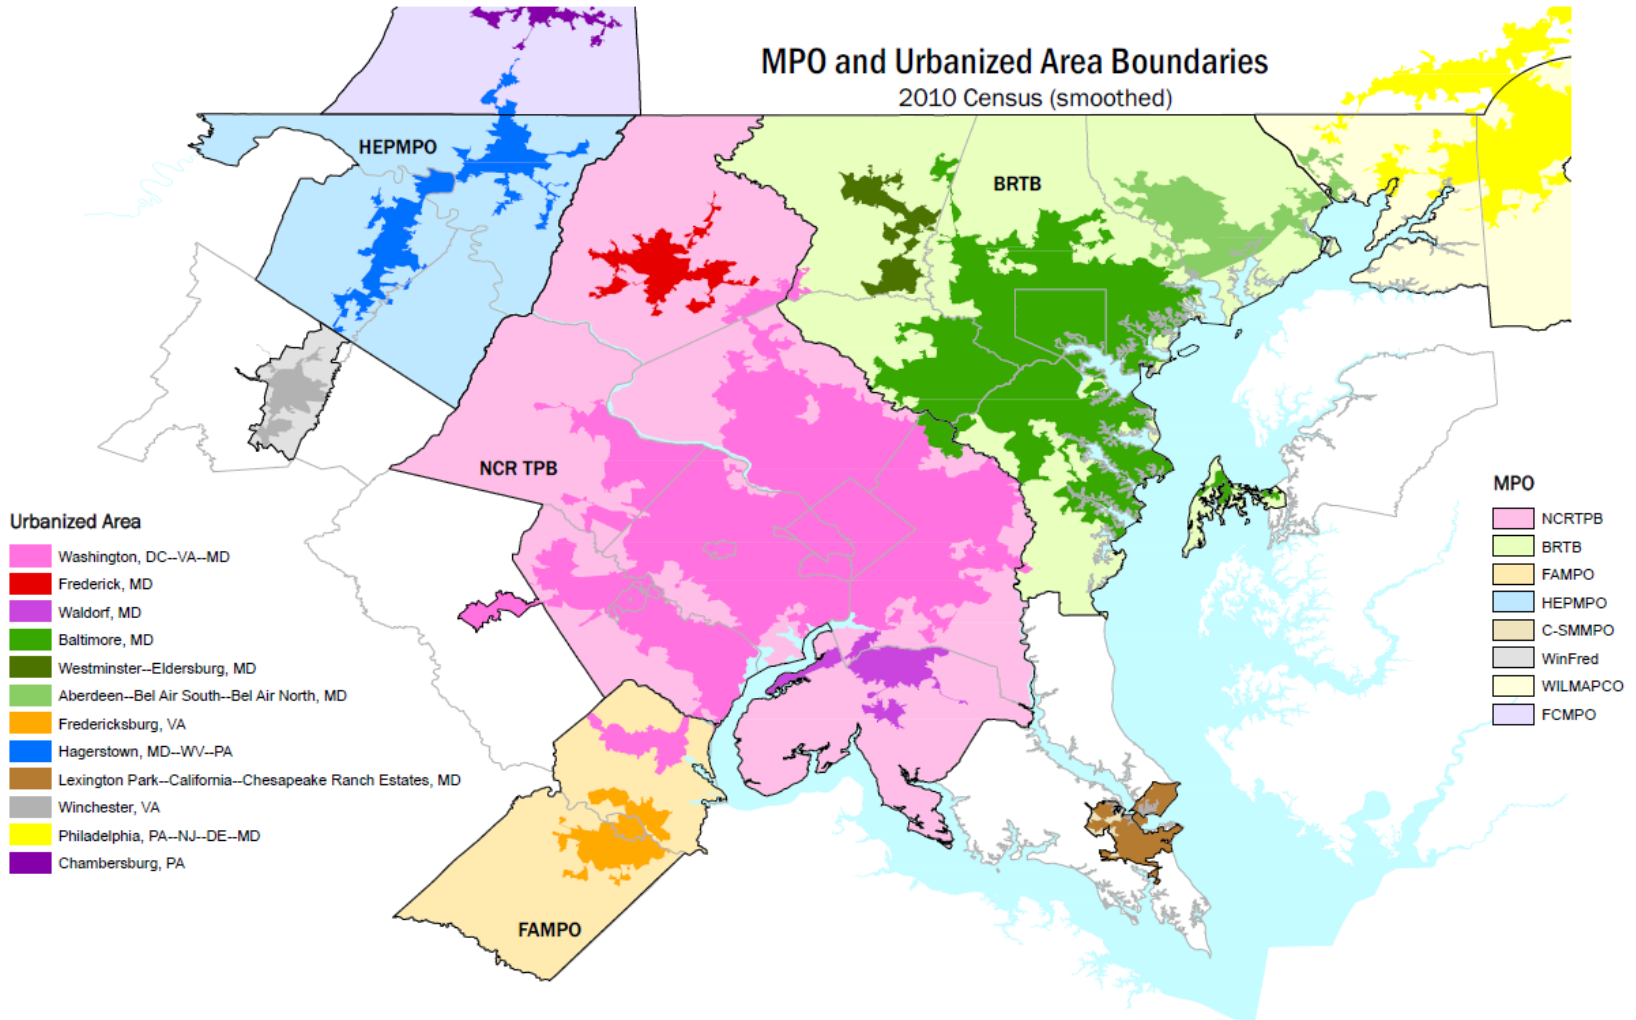 MPO and Urbanized Area Boundaries
2010 Census (smoothed)
HEPMPO
BRTB
NCR TPB
FAMPO
Urbanized Area
Washington, DC--VA--MD
Frederick, MD
Waldorf, MD
Baltimore, MD
Westminster--Eldersburg, MD
Aberdeen--Bel Air South--Bel Air North, MD
Fredericksburg, VA
Hagerstown, MD--WV--PA
Lexington Park--California--Chesapeake Ranch Estates, MD
Winchester, VA
Philadelphia, PA--NJ--DE--MD
Chambersburg, PA
MPO
NCRTPB
BRTB
FAMPO
HEPMPO
C-SMMPO
WinFred
WILMAPCO
FCMPO